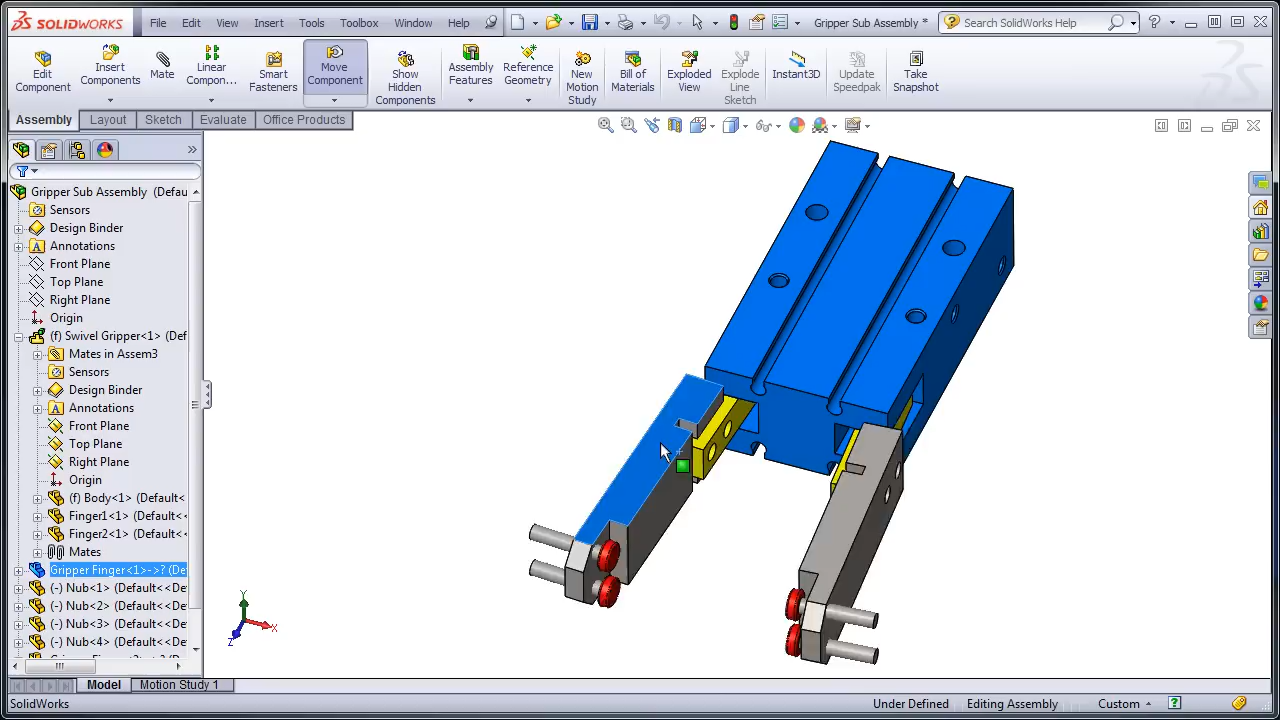 SOLIDWORKS File Edit View Insert Tools Toolbox Window Help Gripper Sub Assembly * Search SolidWorks Help
Edit Component
Insert Components
Mate
Linear Compon...
Smart Fasteners
Move Component
Show Hidden Components
Assembly Features
Reference Geometry
New Motion Study
Bill of Materials
Exploded View
Explode Line Sketch
Instant3D
Update Speedpak
Take Snapshot
Assembly Layout Sketch Evaluate Office Products
Gripper Sub Assembly (Defau
Sensors
Design Binder
Annotations
Front Plane
Top Plane
Right Plane
Origin
(f) Swivel Gripper<1> (Def
Mates in Assem3
Sensors
Design Binder
Annotations
Front Plane
Top Plane
Right Plane
Origin
(f) Body<1> (Default<
Finger1<1> (Default<
Finger2<1> (Default<
Mates
Gripper Finger<1>->? (De
(-) Nub<1> (Default<<De
(-) Nub<2> (Default<<De
(-) Nub<3> (Default<<De
(-) Nub<4> (Default<<De
Y
X
Z
Model Motion Study 1
SolidWorks Under Defined Editing Assembly Custom